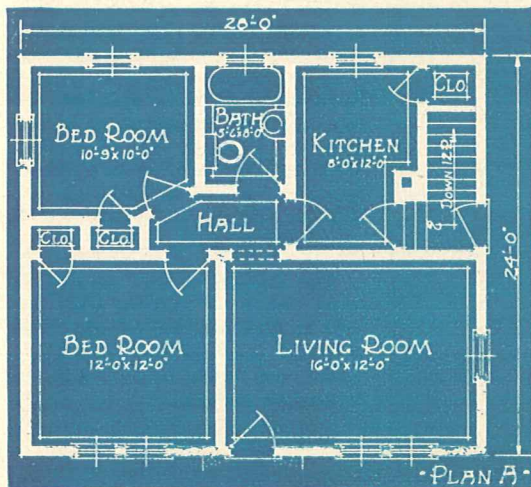 28'-0"
BATH
5'-6"x8'-0"
CLO.
BED ROOM
10'-9"x10'-0"
KITCHEN
8'-0"x12'-0"
DOWN 12 R.
HALL
CLO.
CLO.
24'-0"
BED ROOM
12'-0"x12'-0"
LIVING ROOM
16'-0"x12'-0"
- PLAN A -